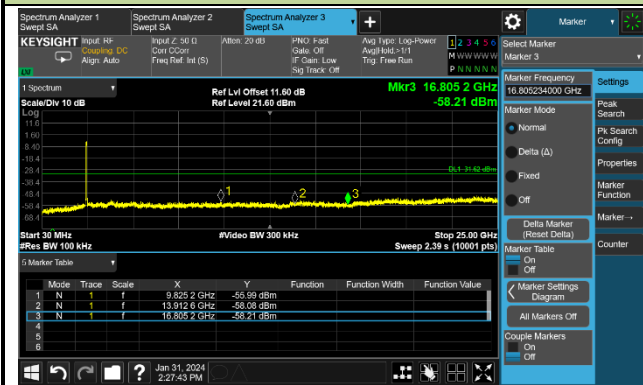 Spectrum Analyzer 1 Spectrum Analyzer 2 Spectrum Analyzer 3
Swept SA Swept SA Swept SA
Marker
KEYSIGHT Input: RF Input Z: 50 Ω Atten: 20 dB PNO: Fast Avg Type: Log-Power 1 2 3 4 5 6
Coupling: DC Corr CCorr Gate: Off Avg|Hold:>1/1 M W W W W W
Align: Auto Freq Ref: Int (S) IF Gain: Low Trig: Free Run P N N N N N
Sig Track: Off
Select Marker
Marker 3
1 Spectrum
Ref Lvl Offset 11.60 dB
Mkr3 16.805 2 GHz
Scale/Div 10 dB Ref Level 21.60 dBm -58.21 dBm
Log
11.6
1.60
-8.40
-18.4
-28.4
DL1 -31.62 dBm
-38.4
-48.4
-58.4
-68.4
1
2
3
Start 30 MHz #Video BW 300 kHz Stop 25.00 GHz
#Res BW 100 kHz Sweep 2.39 s (10001 pts)
5 Marker Table
Mode Trace Scale X Y Function Function Width Function Value
1 N 1 f 9.825 2 GHz -55.99 dBm
2 N 1 f 13.912 6 GHz -58.08 dBm
3 N 1 f 16.805 2 GHz -58.21 dBm
4
5
6
Jan 31, 2024
2:27:43 PM
Marker Frequency
16.805234000 GHz
Marker Mode
Normal
Delta (Δ)
Fixed
Off
Delta Marker
(Reset Delta)
Marker Table
On
Off
Marker Settings
Diagram
All Markers Off
Couple Markers
On
Off
Settings
Peak
Search
Pk Search
Config
Properties
Marker
Function
Marker→
Counter